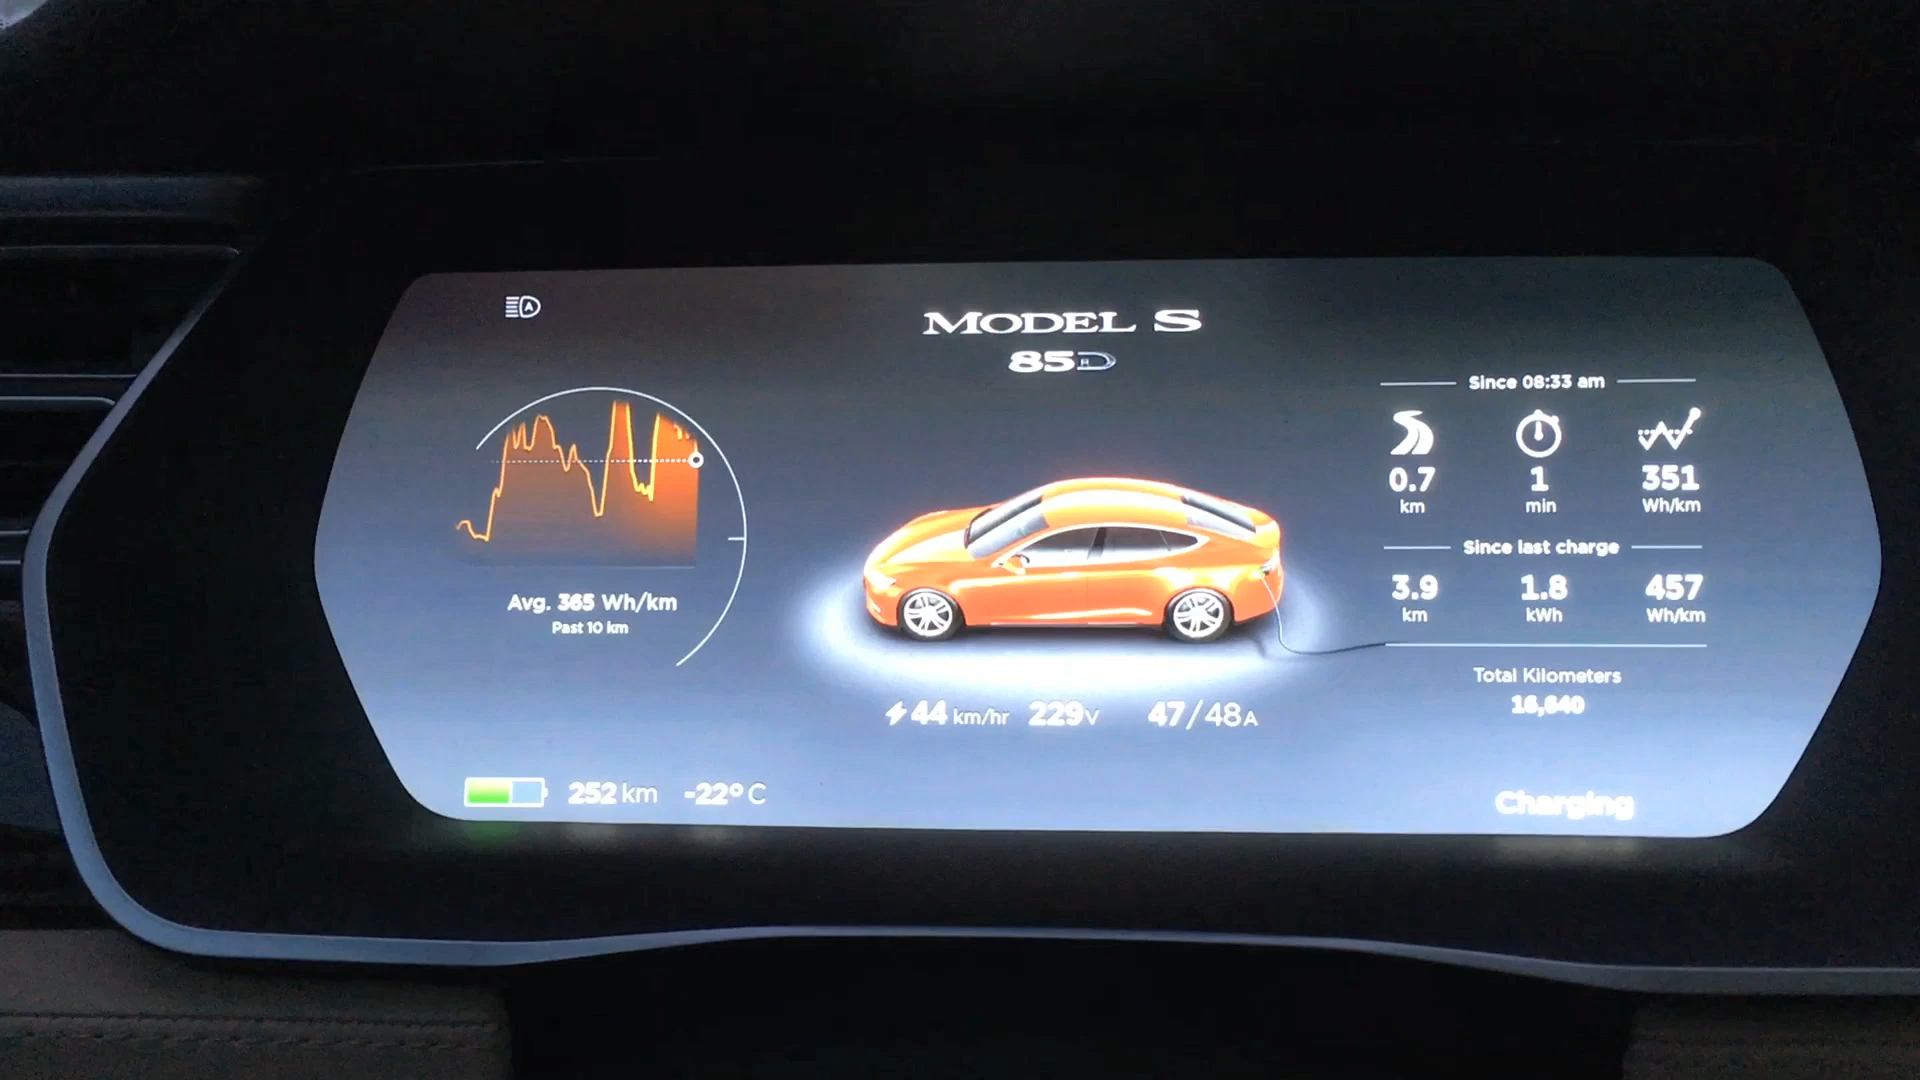 A
MODEL S
85D
Since 08:33 am
0.7 1 351
km min Wh/km
Since last charge
3.9 1.8 457
km kWh Wh/km
Avg. 365 Wh/km
Past 10 km
Total Kilometers
16,640
44 km/hr 229V 47/48A
252 km -22° C
Charging